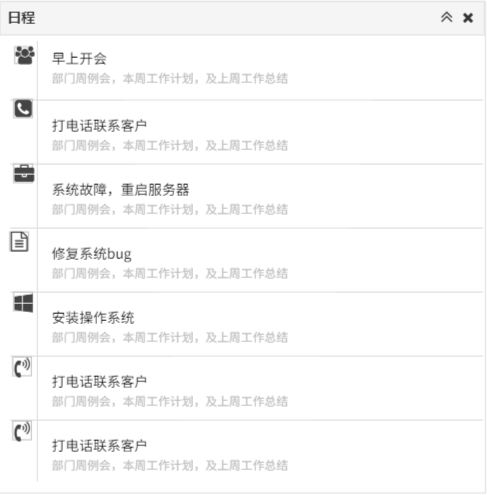 日程
早上开会
部门周例会，本周工作计划，及上周工作总结
打电话联系客户
部门周例会，本周工作计划，及上周工作总结
系统故障，重启服务器
部门周例会，本周工作计划，及上周工作总结
修复系统bug
部门周例会，本周工作计划，及上周工作总结
安装操作系统
部门周例会，本周工作计划，及上周工作总结
打电话联系客户
部门周例会，本周工作计划，及上周工作总结
打电话联系客户
部门周例会，本周工作计划，及上周工作总结